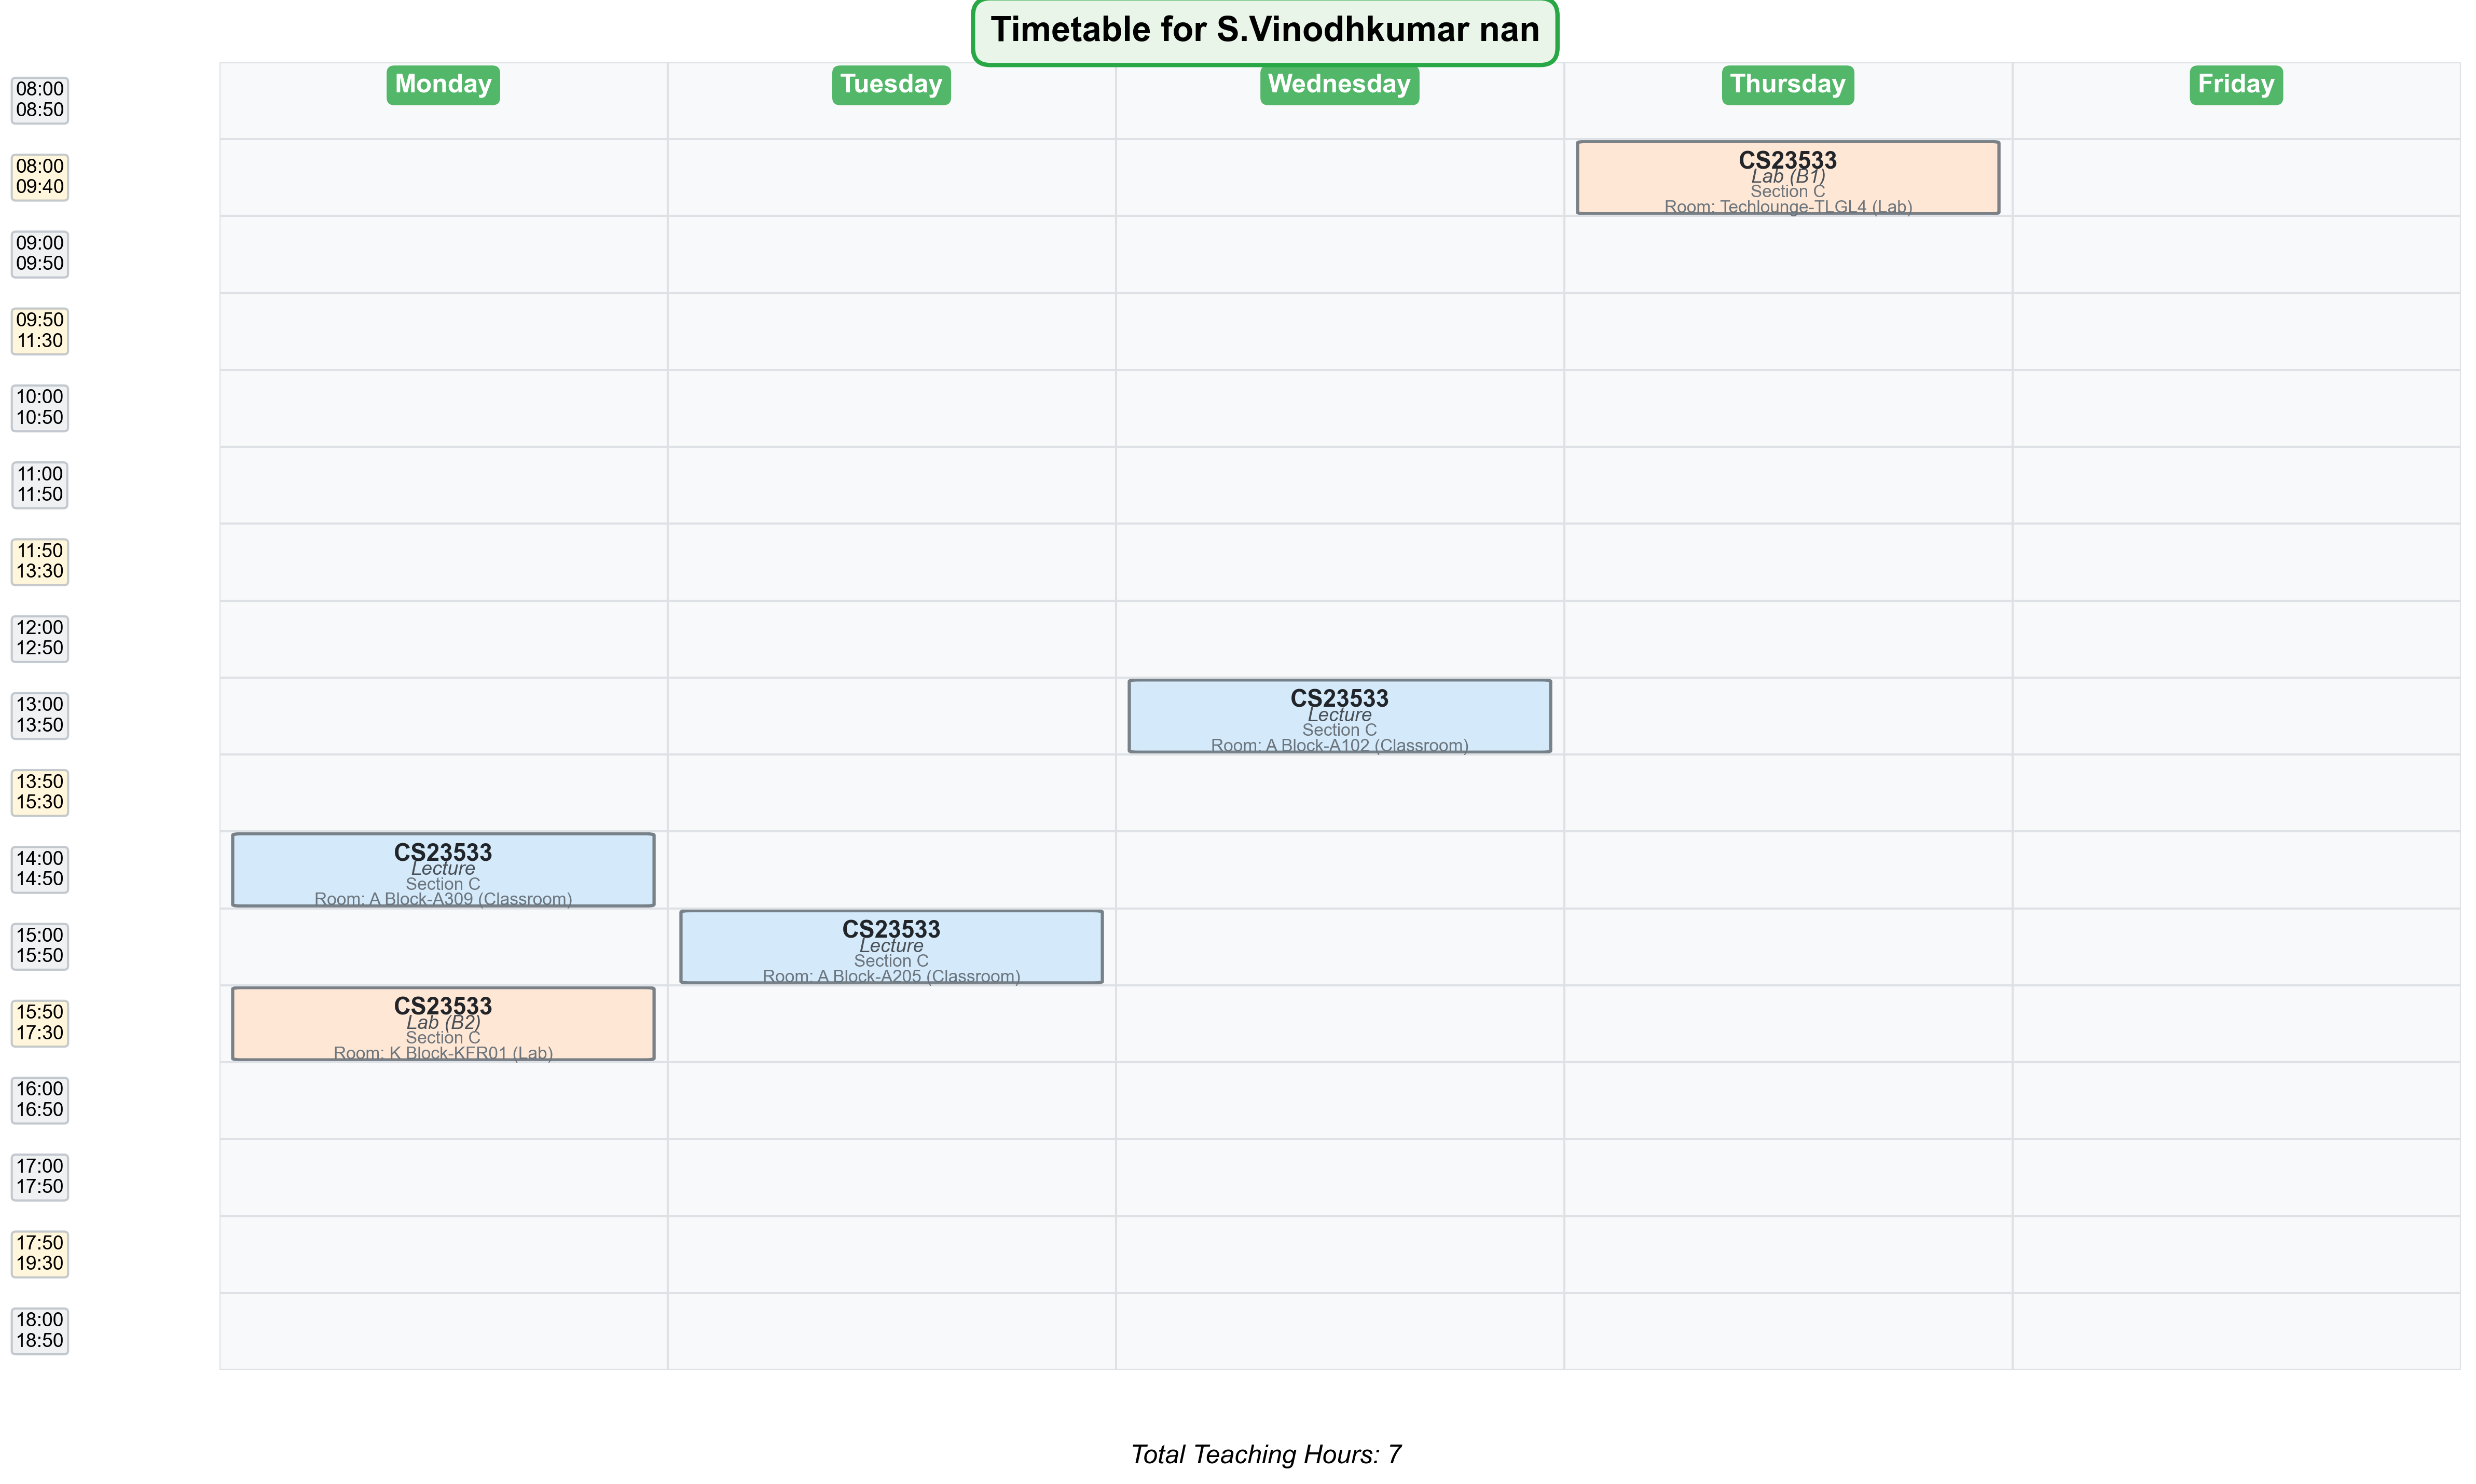 Timetable for S.Vinodhkumar nan
Monday
Tuesday
Wednesday
Thursday
Friday
08:00
08:50
08:00
09:40
CS23533
Lab (B1)
Section C
Room: Techlounge-TLGL4 (Lab)
09:00
09:50
09:50
11:30
10:00
10:50
11:00
11:50
11:50
13:30
12:00
12:50
13:00
13:50
CS23533
Lecture
Section C
Room: A Block-A102 (Classroom)
13:50
15:30
14:00
14:50
CS23533
Lecture
Section C
Room: A Block-A309 (Classroom)
15:00
15:50
CS23533
Lecture
Section C
Room: A Block-A205 (Classroom)
15:50
17:30
CS23533
Lab (B2)
Section C
Room: K Block-KFR01 (Lab)
16:00
16:50
17:00
17:50
17:50
19:30
18:00
18:50
Total Teaching Hours: 7